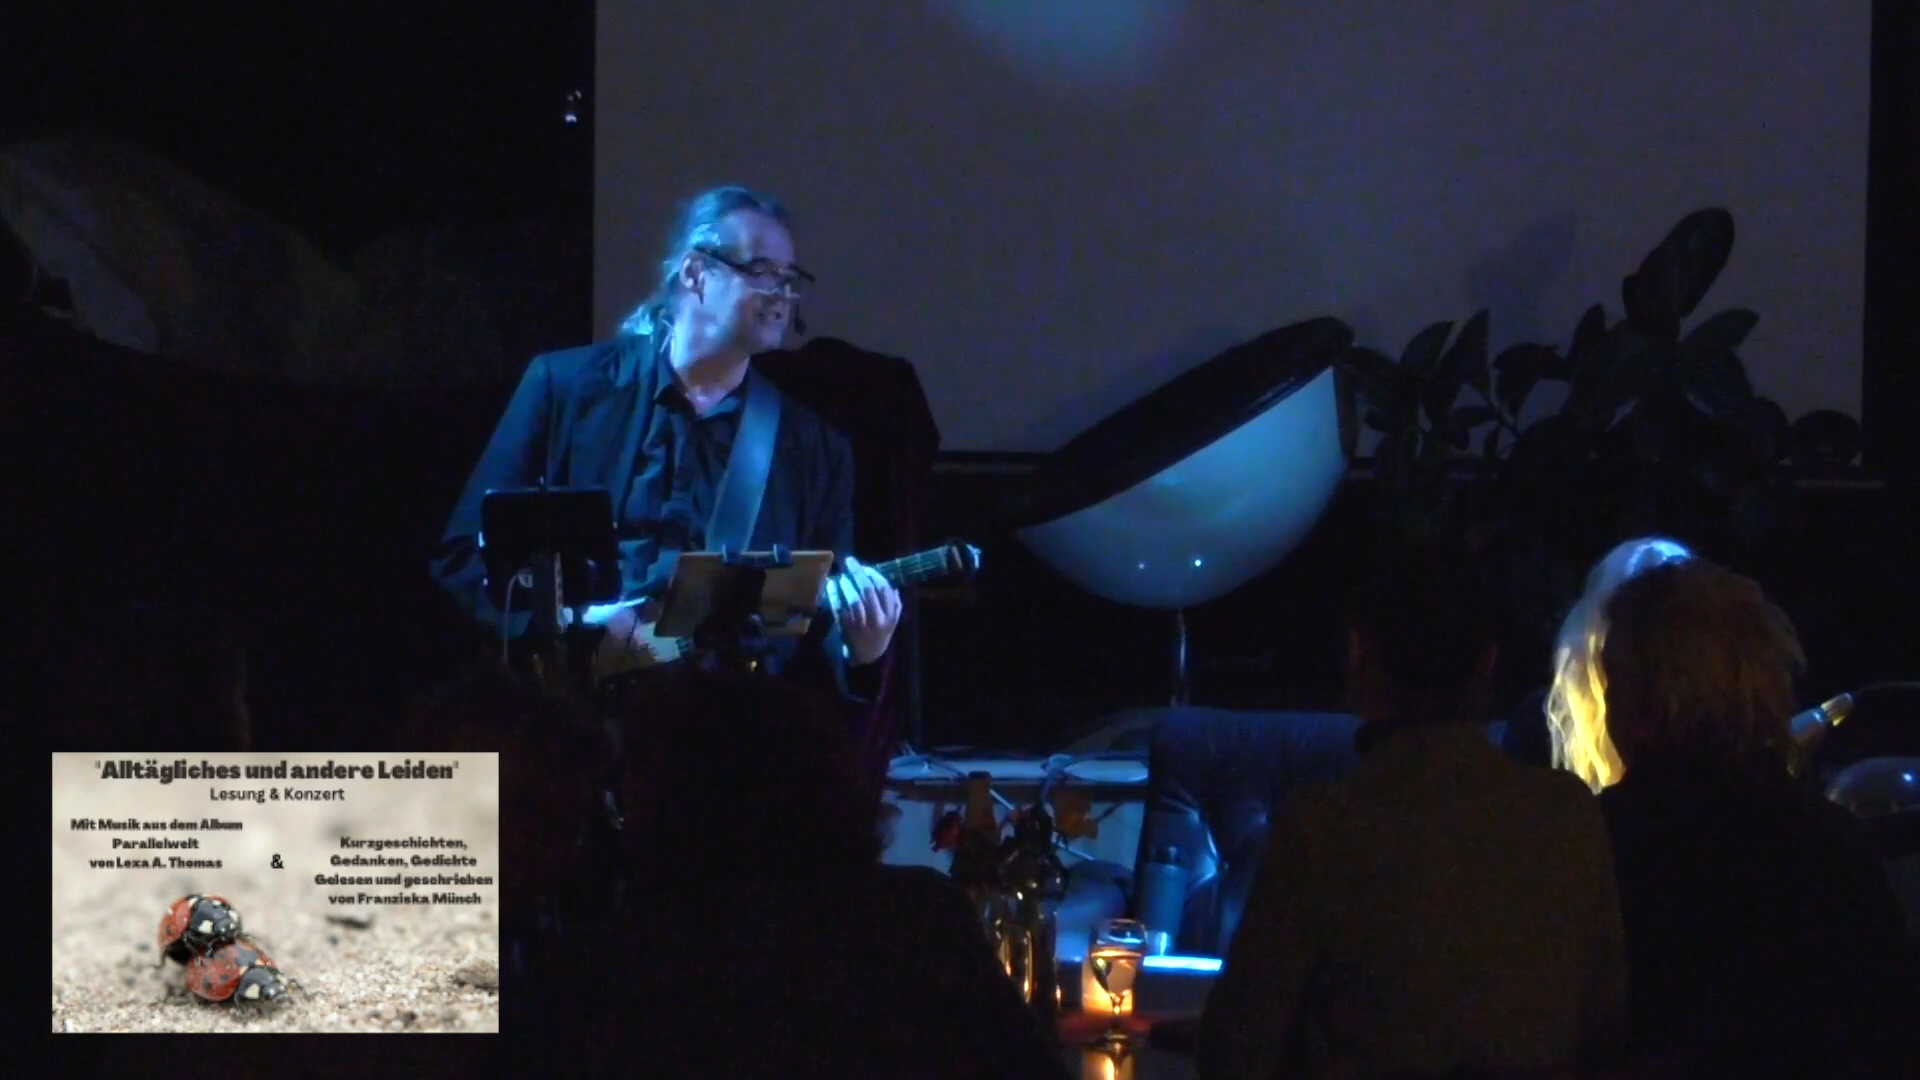 "Alltägliches und andere Leiden"
Lesung & Konzert
Mit Musik aus dem Album
Parallelwelt
von Lexa A. Thomas
&
Kurzgeschichten,
Gedanken, Gedichte
Gelesen und geschrieben
von Franziska Münch